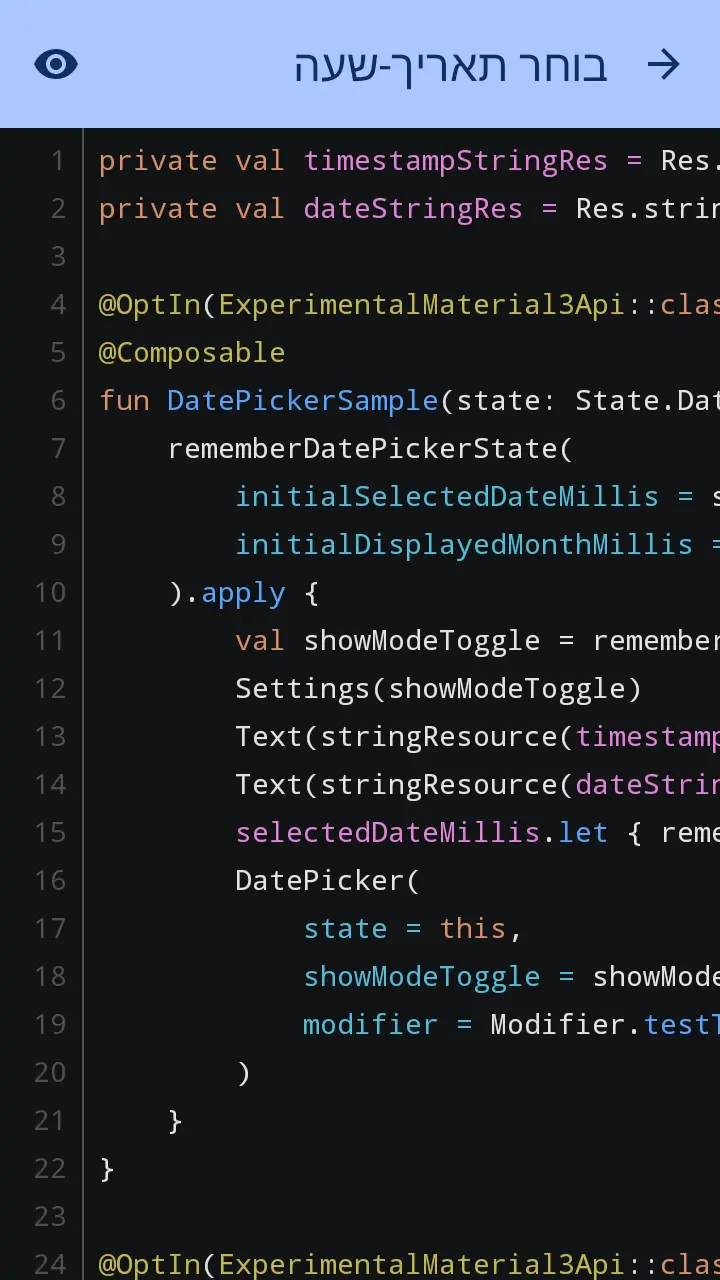 בוחר תאריך-שעה
1 private val timestampStringRes = Res.
2 private val dateStringRes = Res.strin
3
4 @OptIn(ExperimentalMaterial3Api::clas
5 @Composable
6 fun DatePickerSample(state: State.Dat
7 rememberDatePickerState(
8 initialSelectedDateMillis = s
9 initialDisplayedMonthMillis =
10 ).apply {
11 val showModeToggle = remember
12 Settings(showModeToggle)
13 Text(stringResource(timestamp
14 Text(stringResource(dateStrin
15 selectedDateMillis.let { reme
16 DatePicker(
17 state = this,
18 showModeToggle = showMode
19 modifier = Modifier.testT
20 )
21 }
22 }
23
24 @OptIn(ExperimentalMaterial3Api::clas